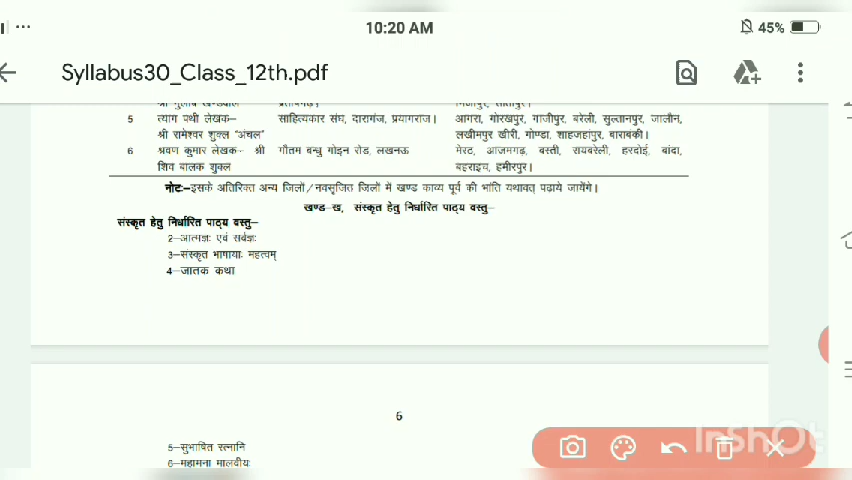 10:20 AM
45%
Syllabus30_Class_12th.pdf
5 त्याग पथी लेखक– साहित्यकार संघ, दारागंज, प्रयागराज। आगरा, गोरखपुर, गाजीपुर, बरेली, सुल्तानपुर, जालौन,
श्री रामेश्वर शुक्ल "अंचल" लखीमपुर खीरी, गोण्डा, शाहजहांपुर, बाराबंकी।
6 श्रवण कुमार लेखक– श्री गौतम बन्धु गोइन रोड, लखनऊ मेरठ, आजमगढ़, बस्ती, रायबरेली, हरदोई, बांदा,
शिव बालक शुक्ल बहराइच, हमीरपुर।
नोटः–इसके अतिरिक्त अन्य जिलों/नवसृजित जिलों में खण्ड काव्य पूर्व की भांति यथावत् पढ़ाये जायेंगे।
खण्ड–ख, संस्कृत हेतु निर्धारित पाठ्य वस्तु–
संस्कृत हेतु निर्धारित पाठ्य वस्तु–
2–आत्मज्ञः एवं सर्वज्ञः
3–संस्कृत भाषायाः महत्वम्
4–जातक कथा
6
5–सुभाषित रत्नानि
6–महामना मालवीयः
InShOt